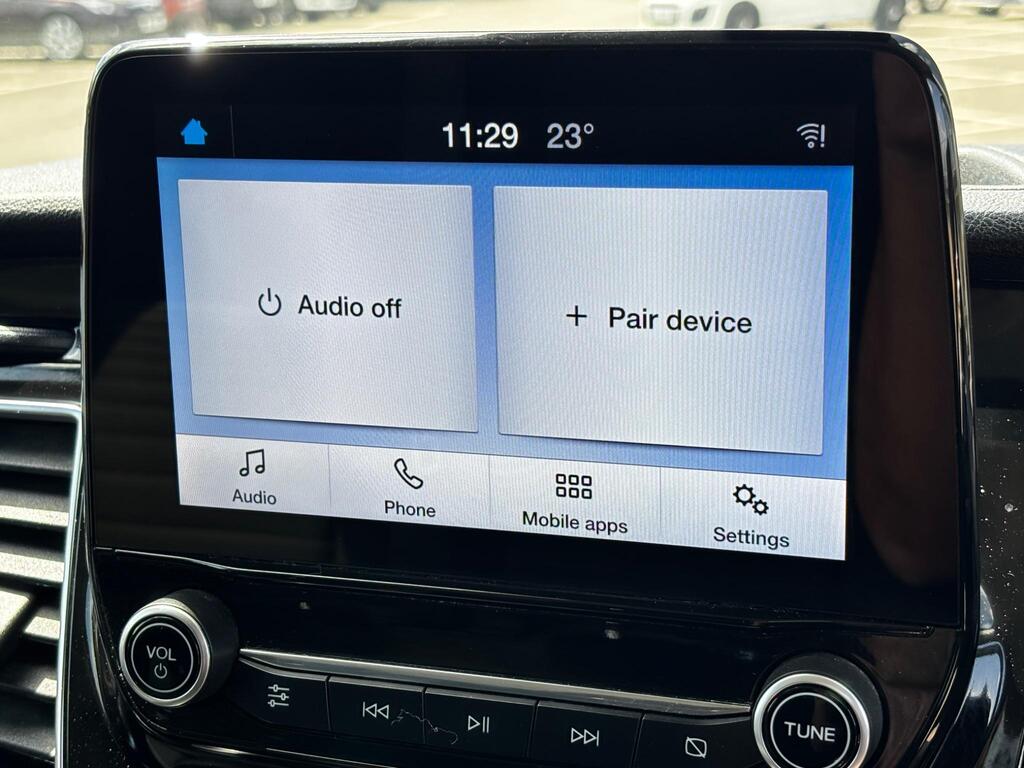 11:29 23°
Audio off
+ Pair device
Audio
Phone
Mobile apps
Settings
VOL
TUNE